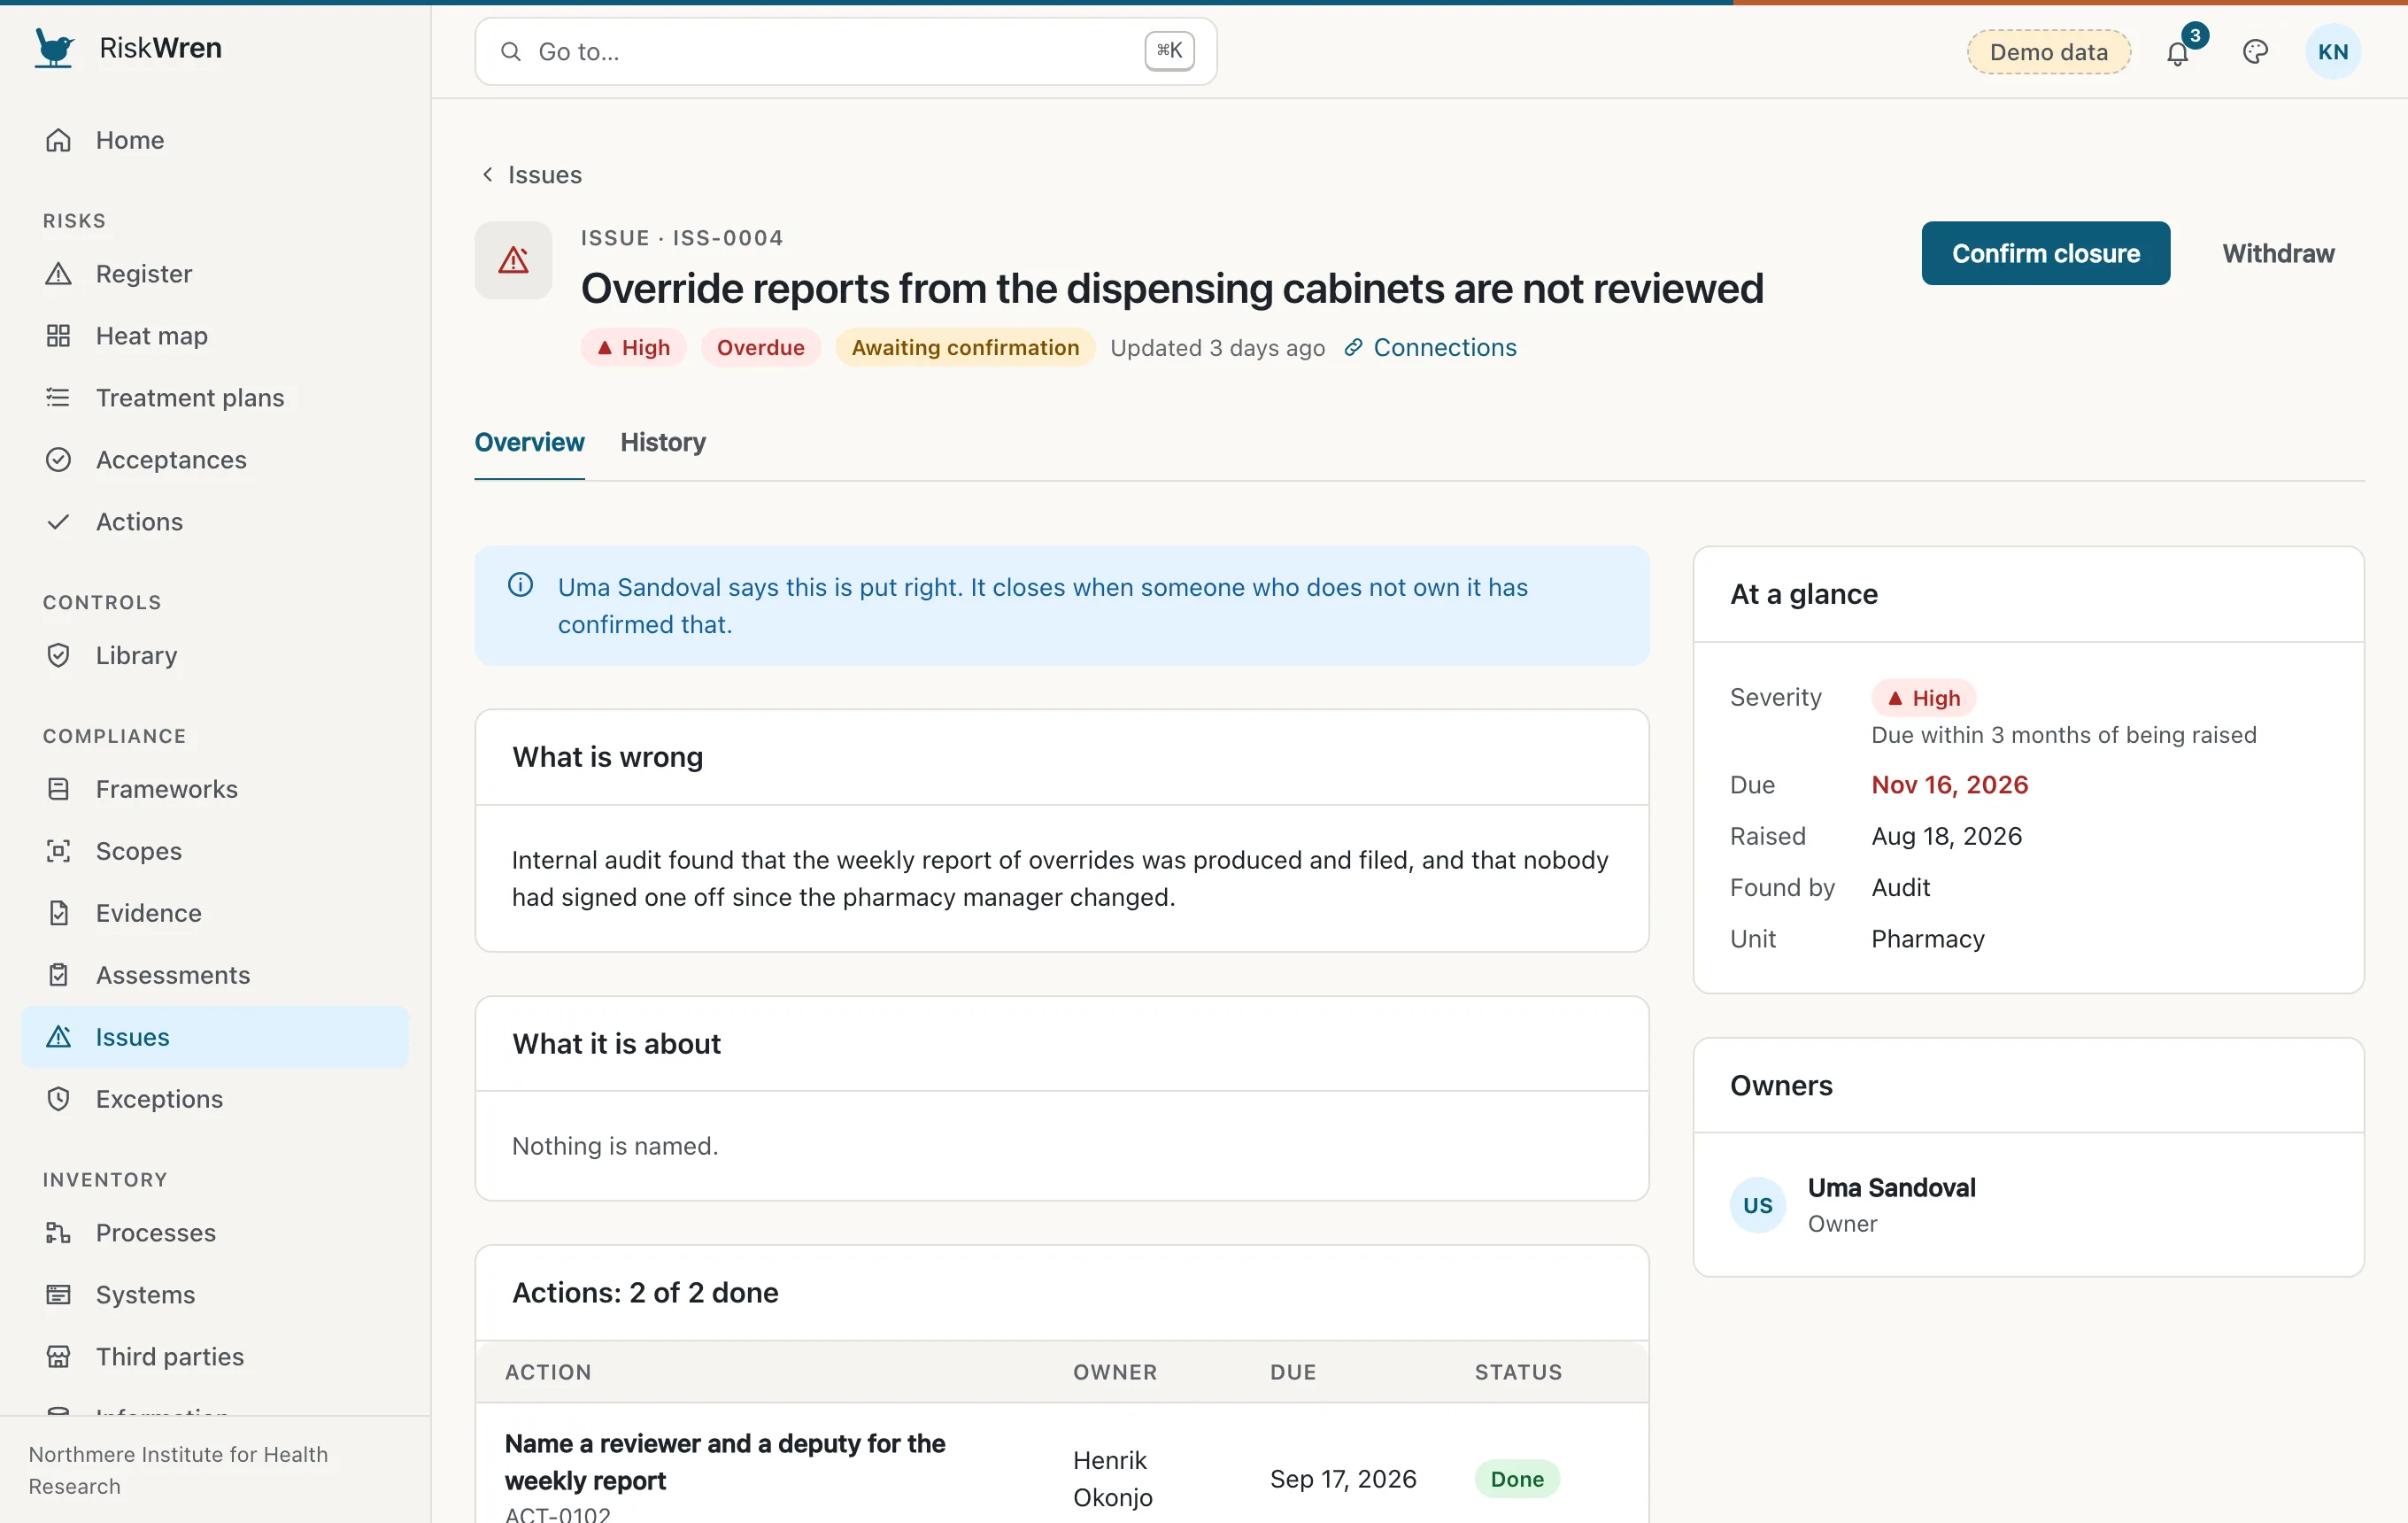 RiskWren
Go to...
⌘K
Demo data
3
KN
Home
RISKS
Register
Heat map
Treatment plans
Acceptances
Actions
CONTROLS
Library
COMPLIANCE
Frameworks
Scopes
Evidence
Assessments
Issues
Exceptions
INVENTORY
Processes
Systems
Third parties
Information
Northmere Institute for Health
Research
Issues
ISSUE · ISS-0004
Override reports from the dispensing cabinets are not reviewed
High
Overdue
Awaiting confirmation
Updated 3 days ago
Connections
Confirm closure
Withdraw
Overview
History
Uma Sandoval says this is put right. It closes when someone who does not own it has
confirmed that.
What is wrong
Internal audit found that the weekly report of overrides was produced and filed, and that nobody
had signed one off since the pharmacy manager changed.
What it is about
Nothing is named.
Actions: 2 of 2 done
ACTION OWNER DUE STATUS
Name a reviewer and a deputy for the
weekly report
ACT-0102
Henrik
Okonjo
Sep 17, 2026
Done
At a glance
Severity High
Due within 3 months of being raised
Due Nov 16, 2026
Raised Aug 18, 2026
Found by Audit
Unit Pharmacy
Owners
US
Uma Sandoval
Owner